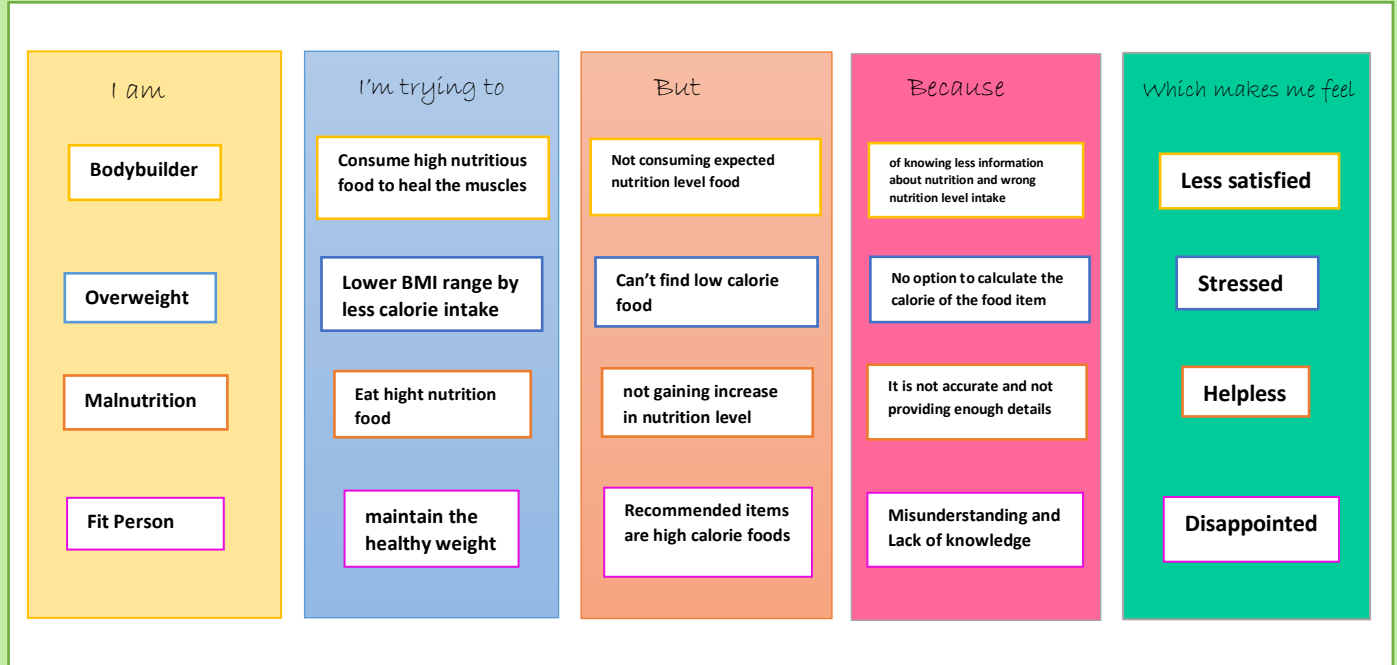 I am
I'm trying to
But
Because
Which makes me feel
Bodybuilder
Consume high nutritious
food to heal the muscles
Not consuming expected
nutrition level food
of knowing less information
about nutrition and wrong
nutrition level intake
Less satisfied
Overweight
Lower BMI range by
less calorie intake
Can't find low calorie
food
No option to calculate the
calorie of the food item
Stressed
Malnutrition
Eat hight nutrition
food
not gaining increase
in nutrition level
It is not accurate and not
providing enough details
Helpless
Fit Person
maintain the
healthy weight
Recommended items
are high calorie foods
Misunderstanding and
Lack of knowledge
Disappointed